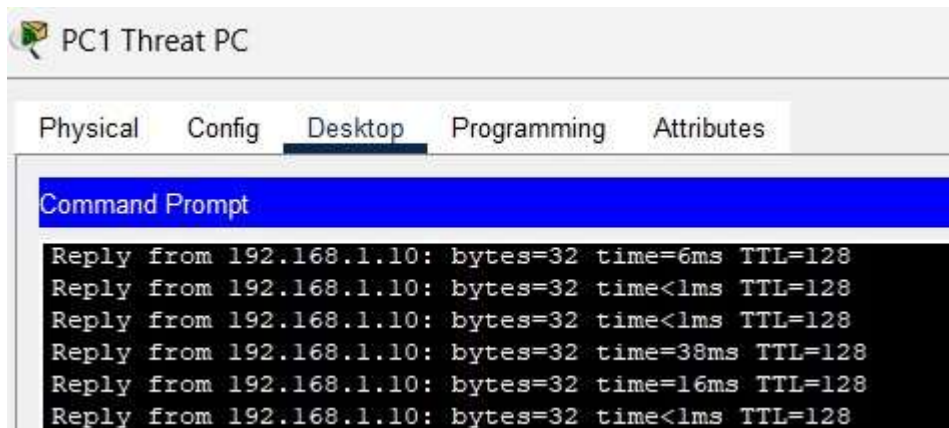 PC1 Threat PC
Physical Config Desktop Programming Attributes
Command Prompt
Reply from 192.168.1.10: bytes=32 time=6ms TTL=128
Reply from 192.168.1.10: bytes=32 time<1ms TTL=128
Reply from 192.168.1.10: bytes=32 time<1ms TTL=128
Reply from 192.168.1.10: bytes=32 time=38ms TTL=128
Reply from 192.168.1.10: bytes=32 time=16ms TTL=128
Reply from 192.168.1.10: bytes=32 time<1ms TTL=128